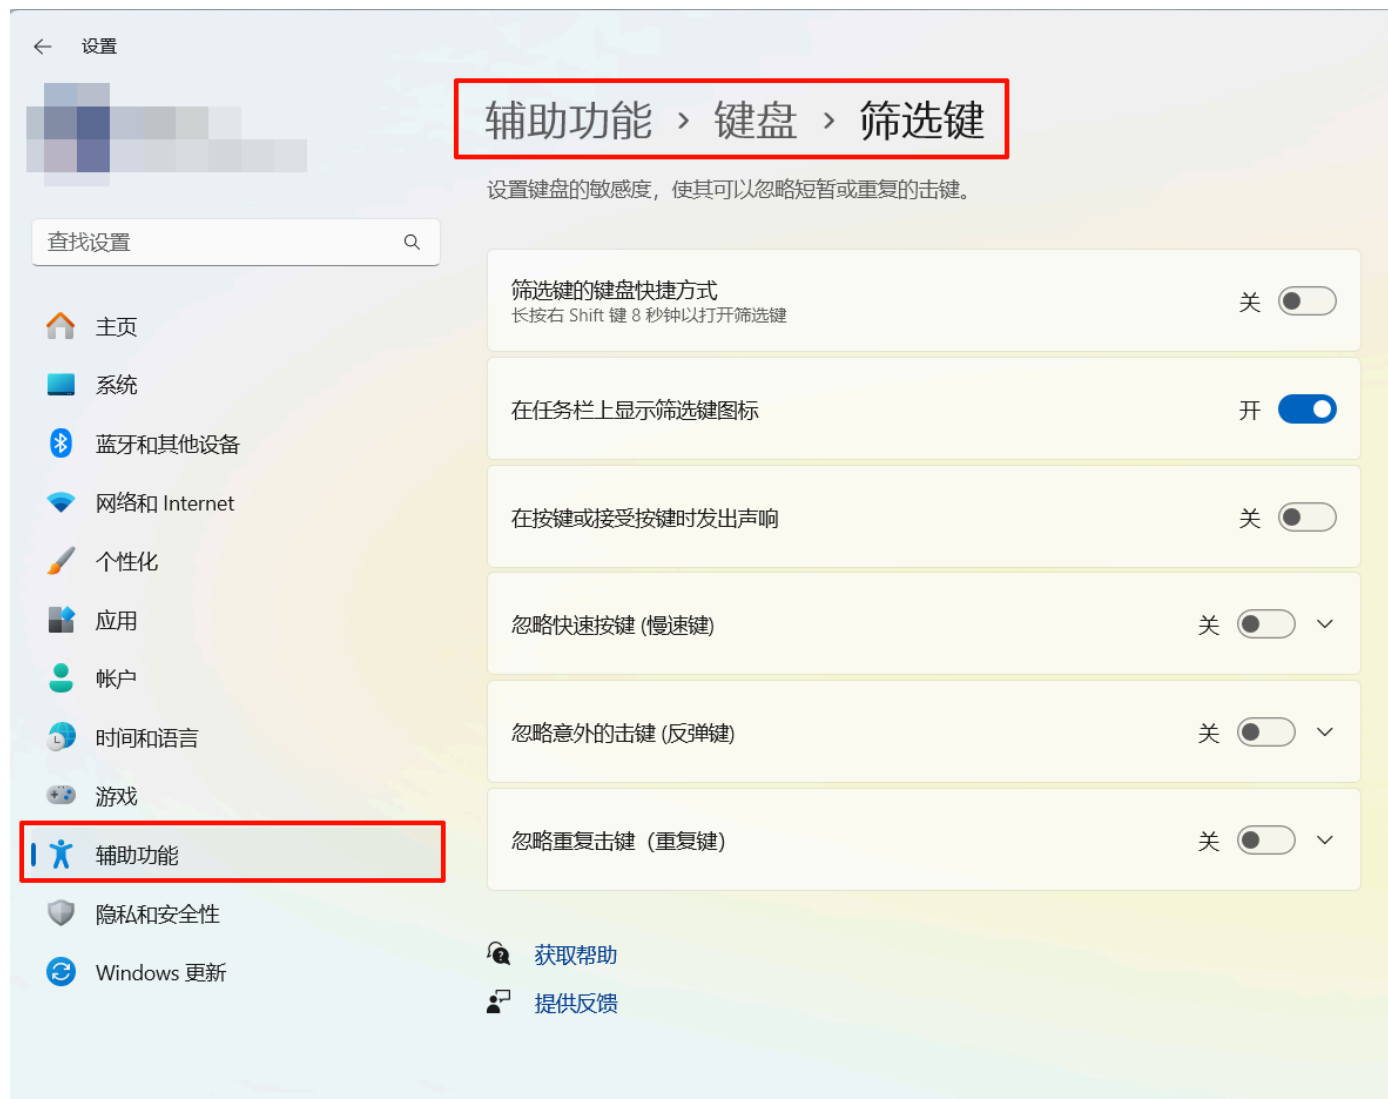 设置
查找设置
主页
系统
蓝牙和其他设备
网络和 Internet
个性化
应用
帐户
时间和语言
游戏
辅助功能
隐私和安全性
Windows 更新
辅助功能 › 键盘 › 筛选键
设置键盘的敏感度，使其可以忽略短暂或重复的击键。
筛选键的键盘快捷方式
长按右 Shift 键 8 秒钟以打开筛选键
关
在任务栏上显示筛选键图标
开
在按键或接受按键时发出声响
关
忽略快速按键 (慢速键)
关
忽略意外的击键 (反弹键)
关
忽略重复击键（重复键）
关
获取帮助
提供反馈